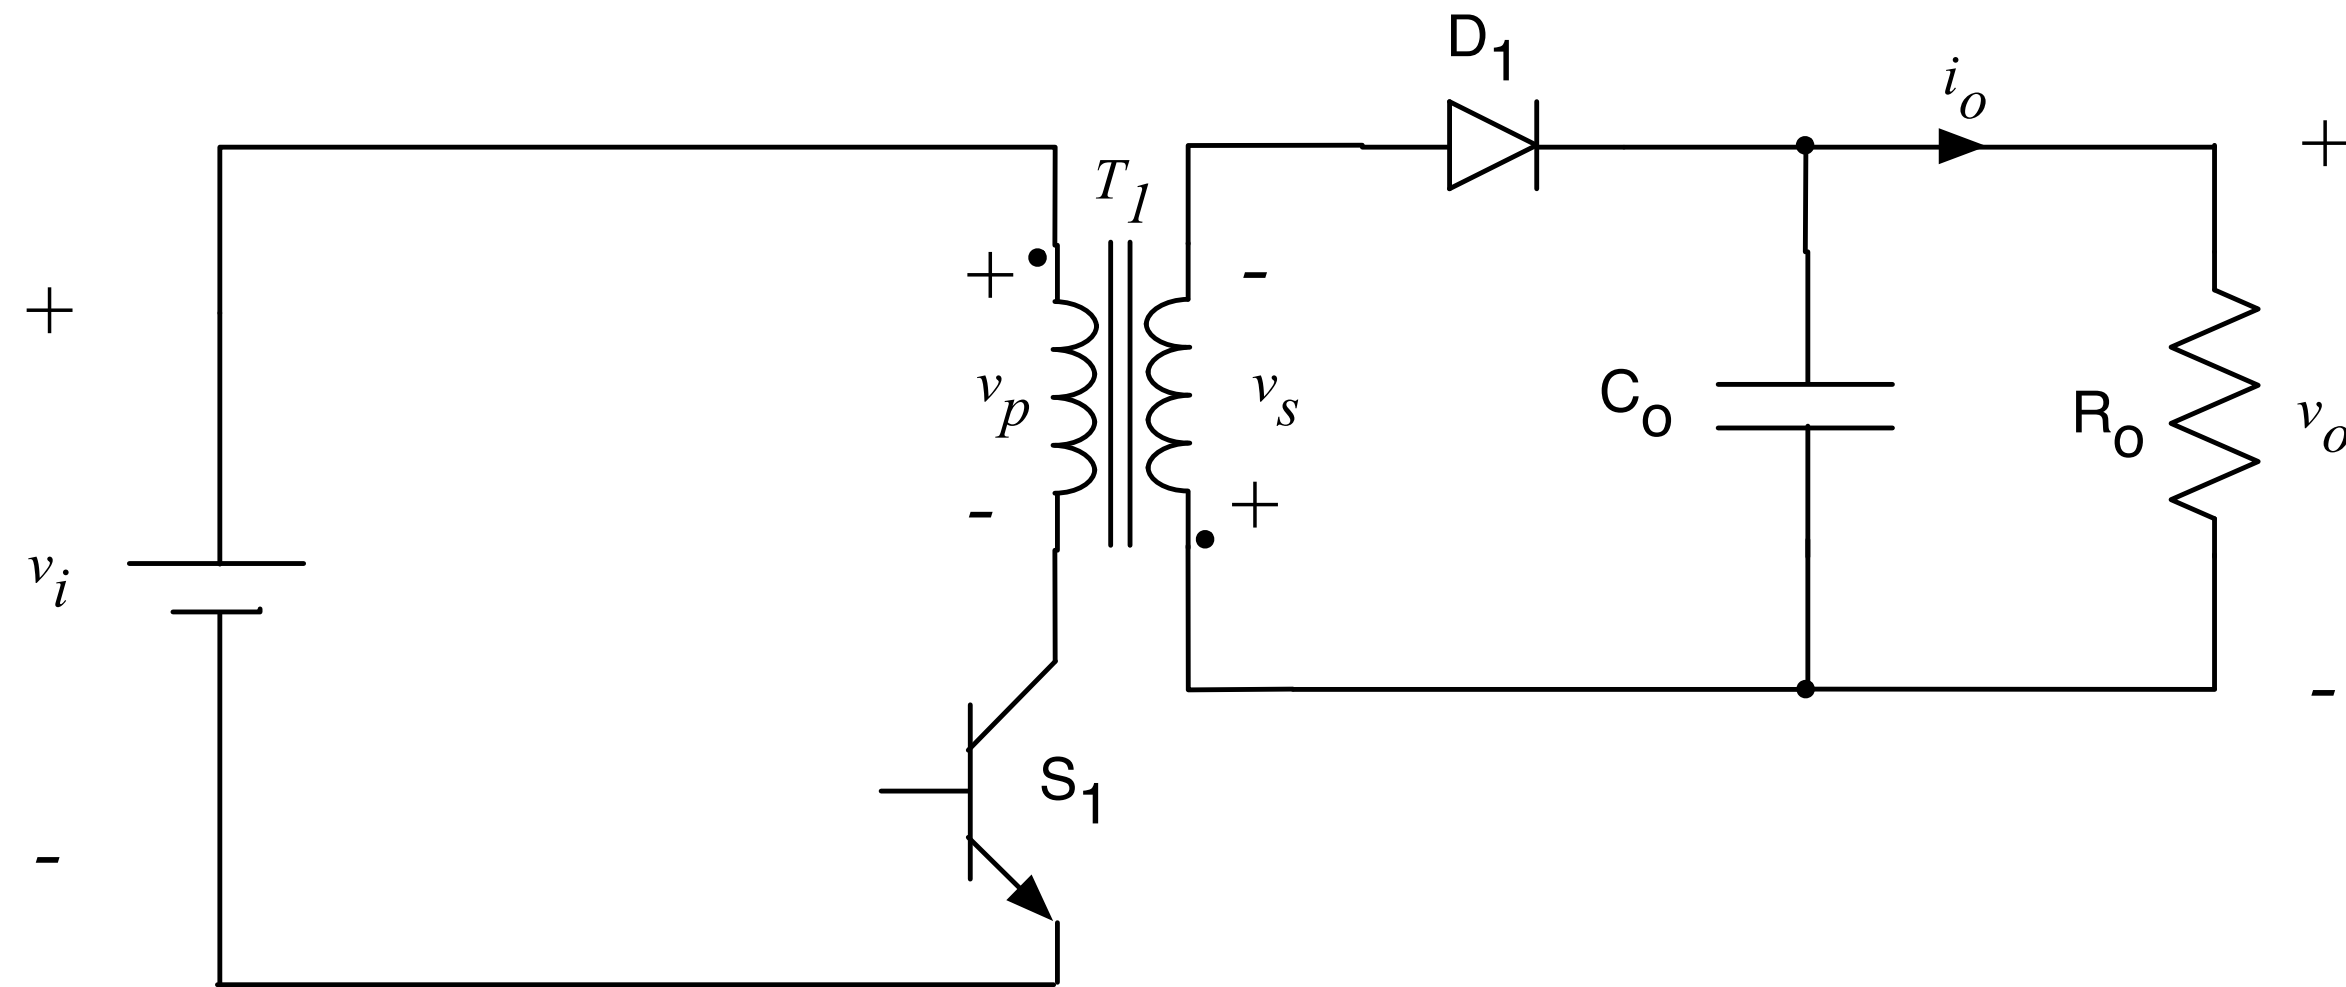 D1
io
+
T1
+
-
+
vp
vs
Co
Ro
vo
-
+
vi
S1
-
-